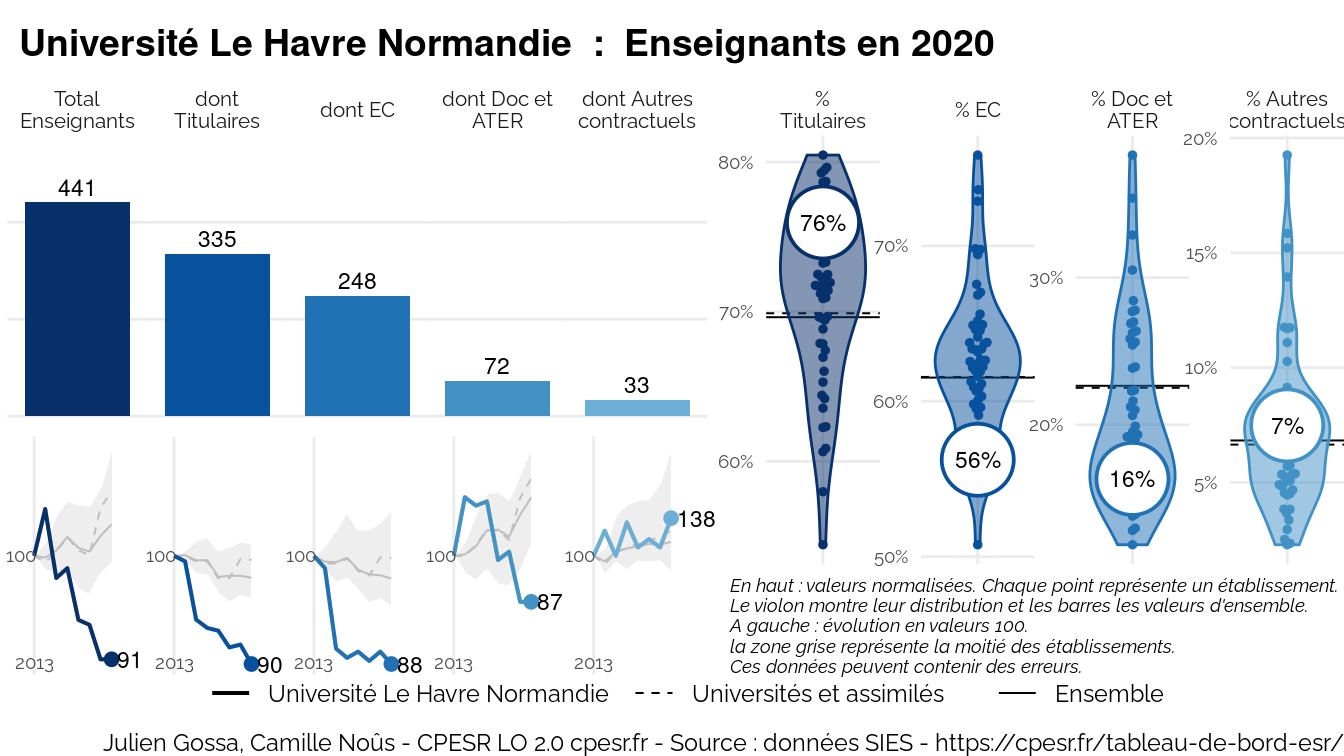 Université Le Havre Normandie : Enseignants en 2020
Total
Enseignants
dont
Titulaires
dont EC
dont Doc et
ATER
dont Autres
contractuels
441
335
248
72
33
100
2013
91
100
2013
90
100
2013
88
100
2013
87
100
2013
138
%
Titulaires
80%
70%
60%
76%
% EC
70%
60%
50%
56%
% Doc et
ATER
30%
20%
16%
% Autres
contractuels
20%
15%
10%
5%
7%
En haut : valeurs normalisées. Chaque point représente un établissement.
Le violon montre leur distribution et les barres les valeurs d'ensemble.
A gauche : évolution en valeurs 100.
la zone grise représente la moitié des établissements.
Ces données peuvent contenir des erreurs.
Université Le Havre Normandie
Universités et assimilés
Ensemble
Julien Gossa, Camille Noûs - CPESR LO 2.0 cpesr.fr - Source : données SIES - https://cpesr.fr/tableau-de-bord-esr/